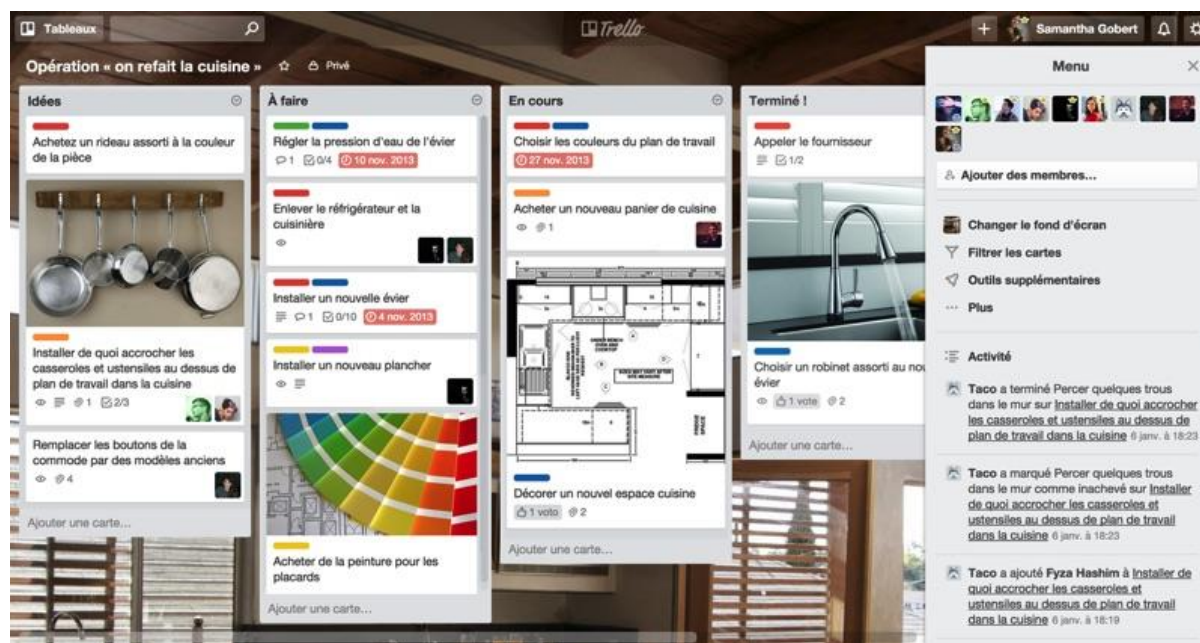 Tableaux
Trello
Samantha Gobert
Opération « on refait la cuisine »
Privé
Idées
Achetez un rideau assorti à la couleur
de la pièce
Installer de quoi accrocher les
casseroles et ustensiles au dessus de
plan de travail dans la cuisine
1 2/3
Remplacer les boutons de la
commode par des modèles anciens
4
Ajouter une carte...
À faire
Régler la pression d'eau de l'évier
1 0/4 10 nov. 2013
Enlever le réfrigérateur et la
cuisinière
Installer un nouvelle évier
1 0/10 4 nov. 2013
Installer un nouveau plancher
Acheter de la peinture pour les
placards
Ajouter une carte...
En cours
Choisir les couleurs du plan de travail
27 nov. 2013
Acheter un nouveau panier de cuisine
1
Décorer un nouvel espace cuisine
1 voto 2
Ajouter une carte...
Terminé !
Appeler le fournisseur
1/2
Choisir un robinet assorti au nou
évier
1 vote 2
Ajouter une carte...
Menu
Ajouter des membres...
Changer le fond d'écran
Filtrer les cartes
Outils supplémentaires
Plus
Activité
Taco a terminé Percer quelques trous
dans le mur sur Installer de quoi accrocher
les casseroles et ustensiles au dessus de
plan de travail dans la cuisine 6 janv. à 18:23
Taco a marqué Percer quelques trous
dans le mur comme inachevé sur Installer
de quoi accrocher les casseroles et
ustensiles au dessus de plan de travail
dans la cuisine 6 janv. à 18:23
Taco a ajouté Fyza Hashim à Installer de
quoi accrocher les casseroles et
ustensiles au dessus de plan de travail
dans la cuisine 6 janv. à 18:19